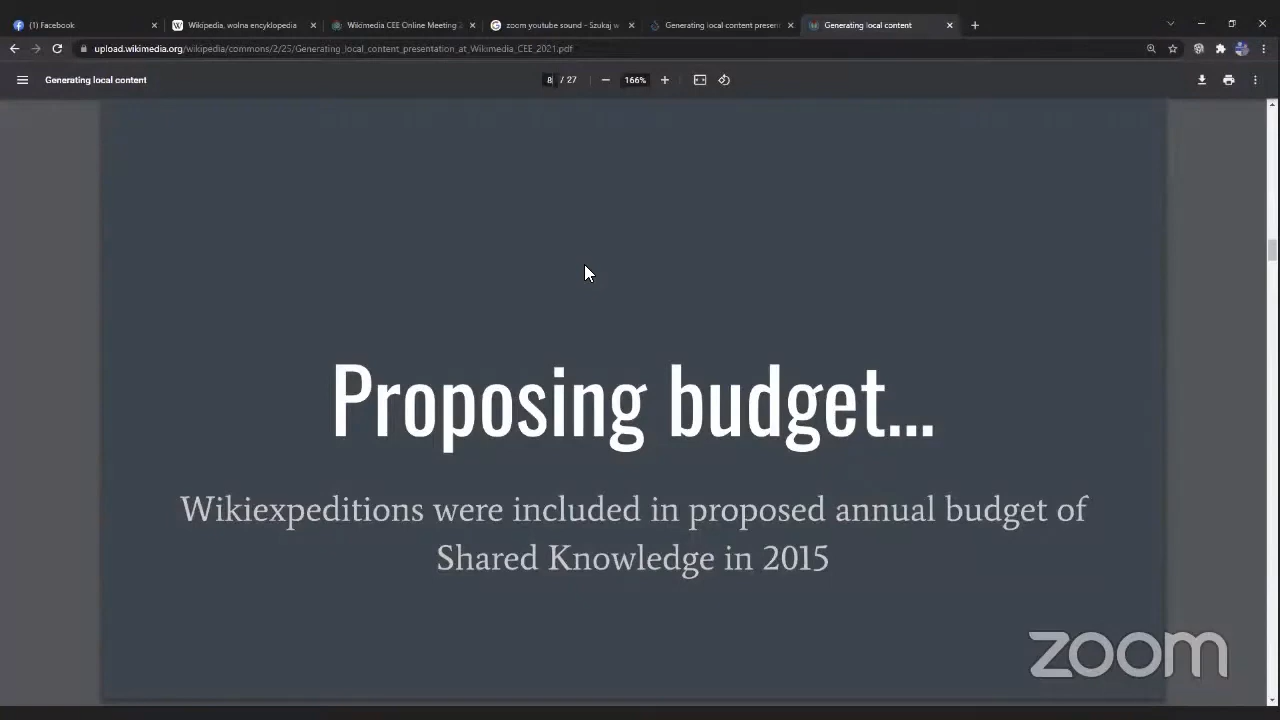 (1) Facebook
Wikipedia, wolna encyklopedia
Wikimedia CEE Online Meeting 2
zoom youtube sound - Szukaj w
Generating local content presen
Generating local content
upload.wikimedia.org/wikipedia/commons/2/25/Generating_local_content_presentation_at_Wikimedia_CEE_2021.pdf
Generating local content
8 / 27
166%
Proposing budget...
Wikiexpeditions were included in proposed annual budget of
Shared Knowledge in 2015
zoom